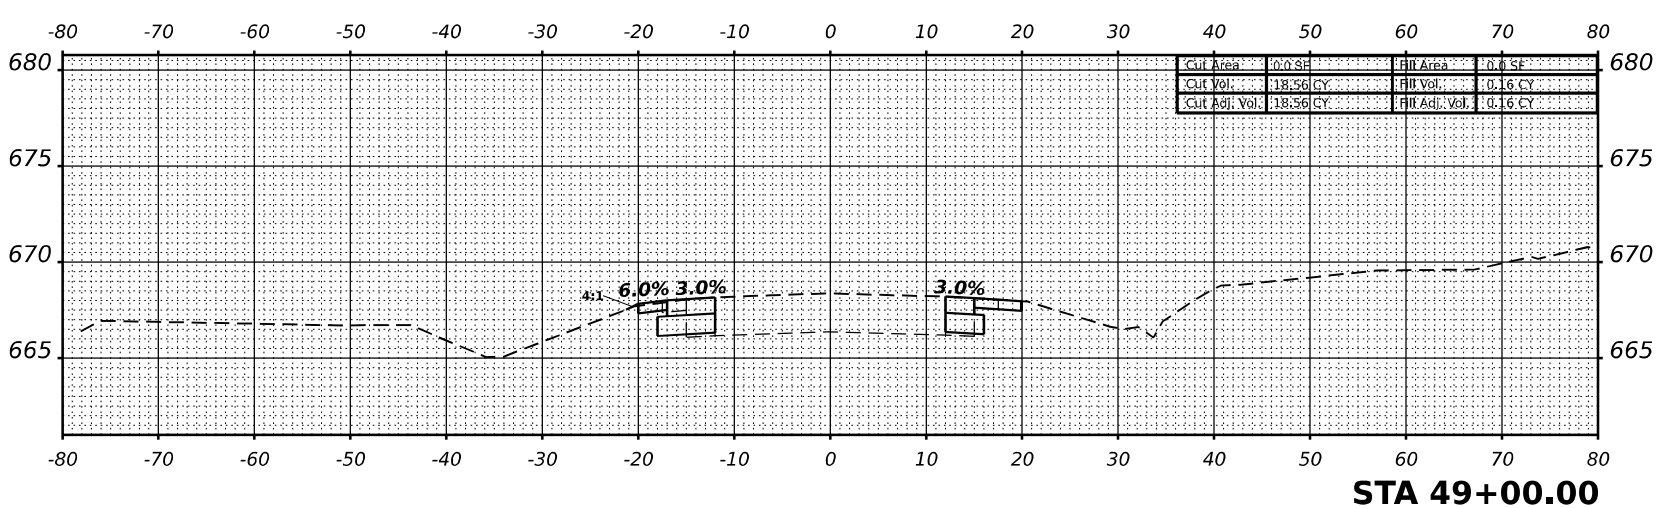 -80 -70 -60 -50 -40 -30 -20 -10 0 10 20 30 40 50 60 70 80
680 680
Cut Area 0.0 SF Fill Area 0.0 SF
Cut Vol. 18.56 CY Fill Vol. 0.16 CY
Cut Adj. Vol. 18.56 CY Fill Adj. Vol. 0.16 CY
675 675
670 670
4:1 6.0% 3.0% 3.0%
665 665
-80 -70 -60 -50 -40 -30 -20 -10 0 10 20 30 40 50 60 70 80
STA 49+00.00